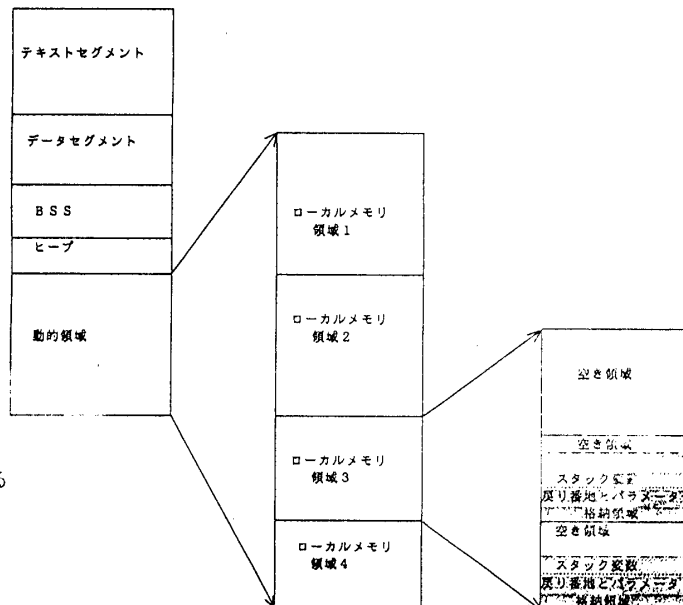 テキストセグメント
データセグメント
BSS
ヒープ
動的領域
ローカルメモリ
領域1
ローカルメモリ
領域2
ローカルメモリ
領域3
ローカルメモリ
領域4
空き領域
空き領域
スタック変数
戻り番地とパラメータ
格納領域
空き領域
スタック変数
戻り番地とパラメータ
格納領域
る